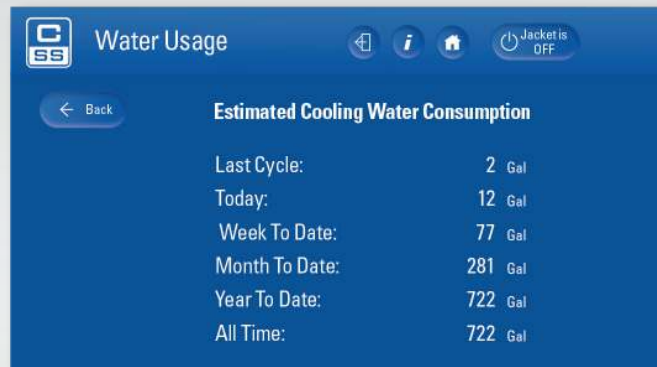 C
SS
Water Usage
i
Jacket is
OFF
← Back
Estimated Cooling Water Consumption
Last Cycle: 2 Gal
Today: 12 Gal
Week To Date: 77 Gal
Month To Date: 281 Gal
Year To Date: 722 Gal
All Time: 722 Gal